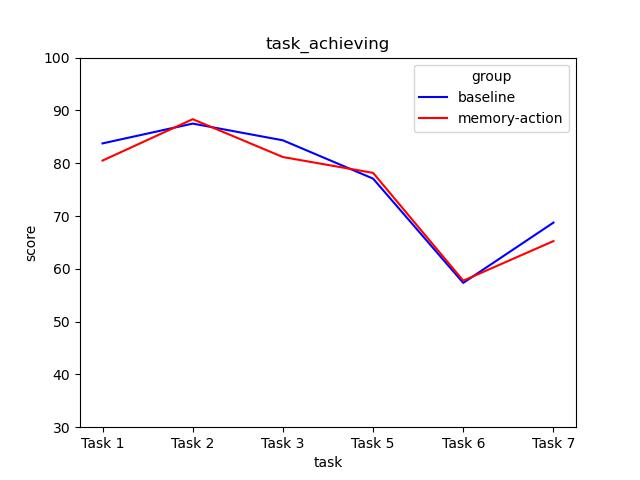 task_achieving
group
baseline
memory-action
score
100
90
80
70
60
50
40
30
Task 1 Task 2 Task 3 Task 5 Task 6 Task 7
task